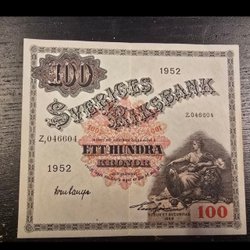 100
1952
SVERIGES
RIKSBANK
Z,046604
Z,046604
ETT HUNDRA
KRONOR
1952
100